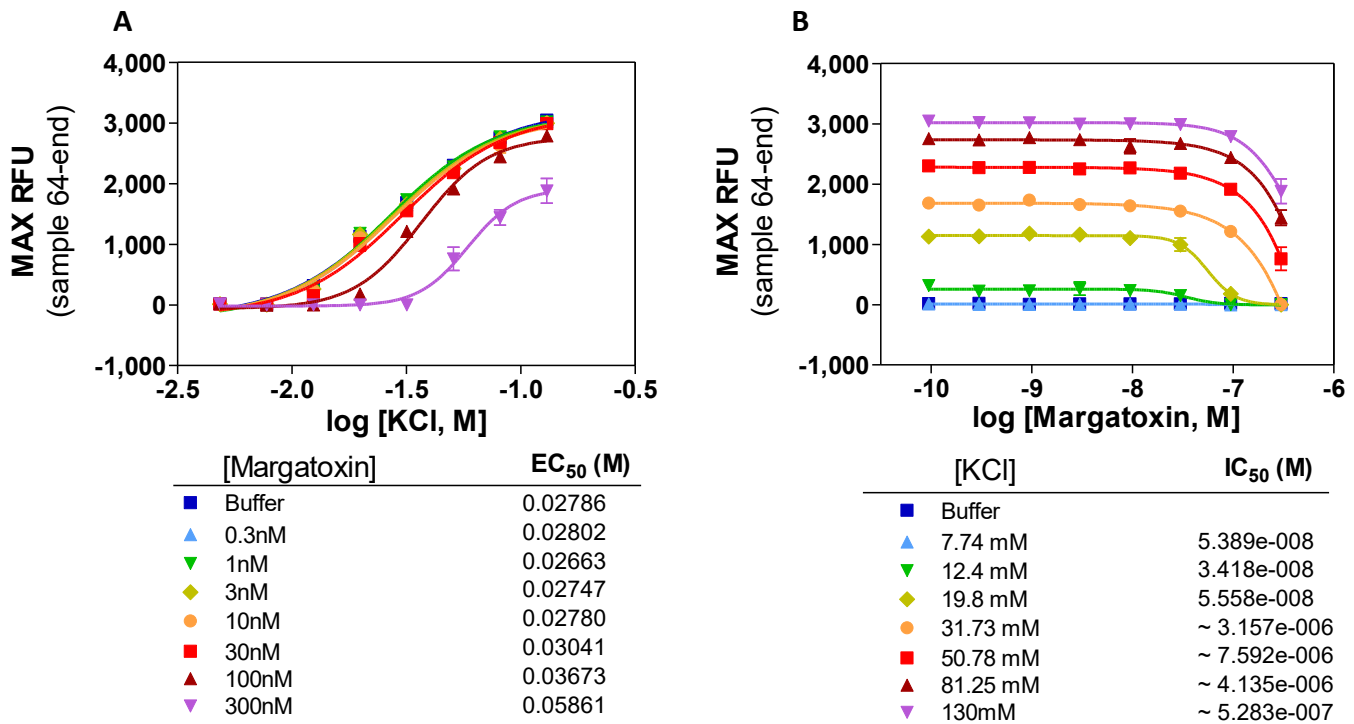 A
4,000
3,000
2,000
1,000
0
-1,000
MAX RFU
(sample 64-end)
-2.5 -2.0 -1.5 -1.0 -0.5
log [KCl, M]
[Margatoxin] EC50 (M)
Buffer 0.02786
0.3nM 0.02802
1nM 0.02663
3nM 0.02747
10nM 0.02780
30nM 0.03041
100nM 0.03673
300nM 0.05861
B
4,000
3,000
2,000
1,000
0
-1,000
MAX RFU
(sample 64-end)
-10 -9 -8 -7 -6
log [Margatoxin, M]
[KCl] IC50 (M)
Buffer
7.74 mM 5.389e-008
12.4 mM 3.418e-008
19.8 mM 5.558e-008
31.73 mM ~ 3.157e-006
50.78 mM ~ 7.592e-006
81.25 mM ~ 4.135e-006
130mM ~ 5.283e-007